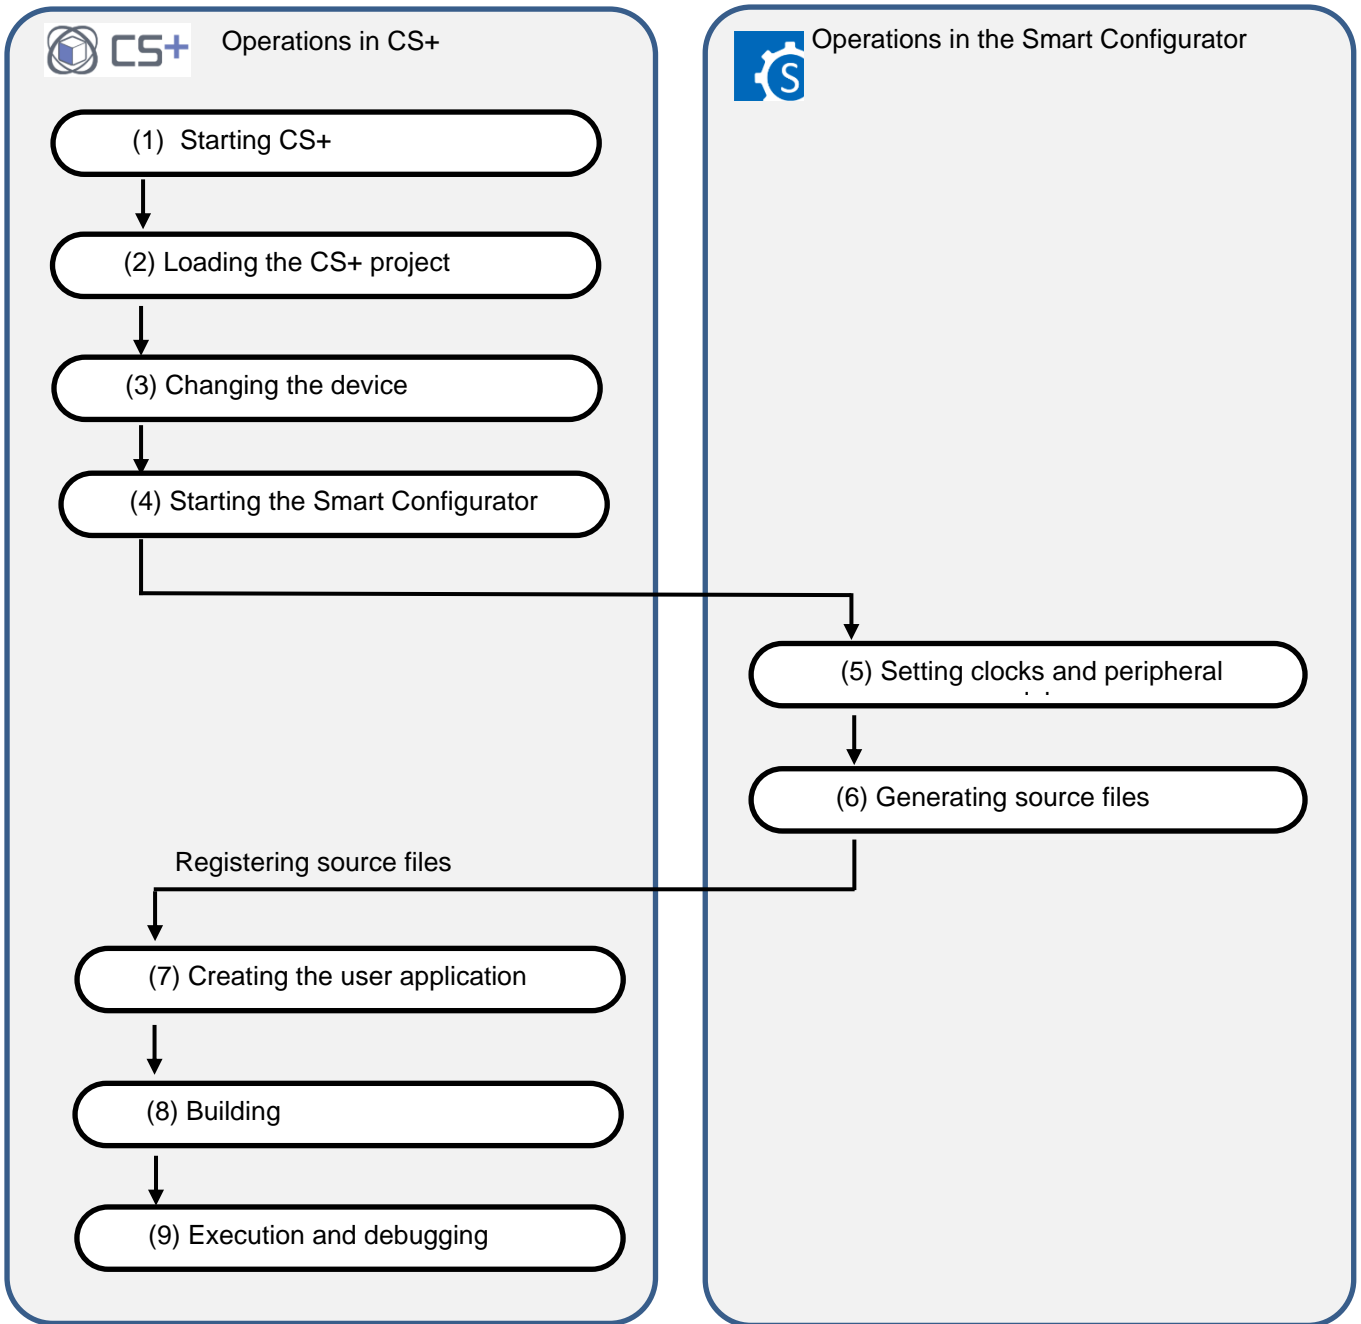 CS+
Operations in CS+
(1) Starting CS+
(2) Loading the CS+ project
(3) Changing the device
(4) Starting the Smart Configurator
Operations in the Smart Configurator
S
(5) Setting clocks and peripheral
(6) Generating source files
Registering source files
(7) Creating the user application
(8) Building
(9) Execution and debugging